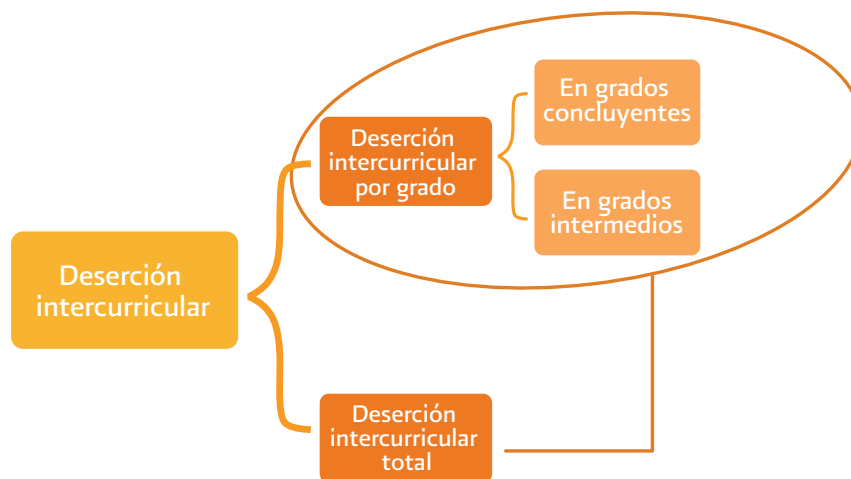 En grados
concluyentes
Deserción
intercurricular
por grado
En grados
intermedios
Deserción
intercurricular
Deserción
intercurricular
total